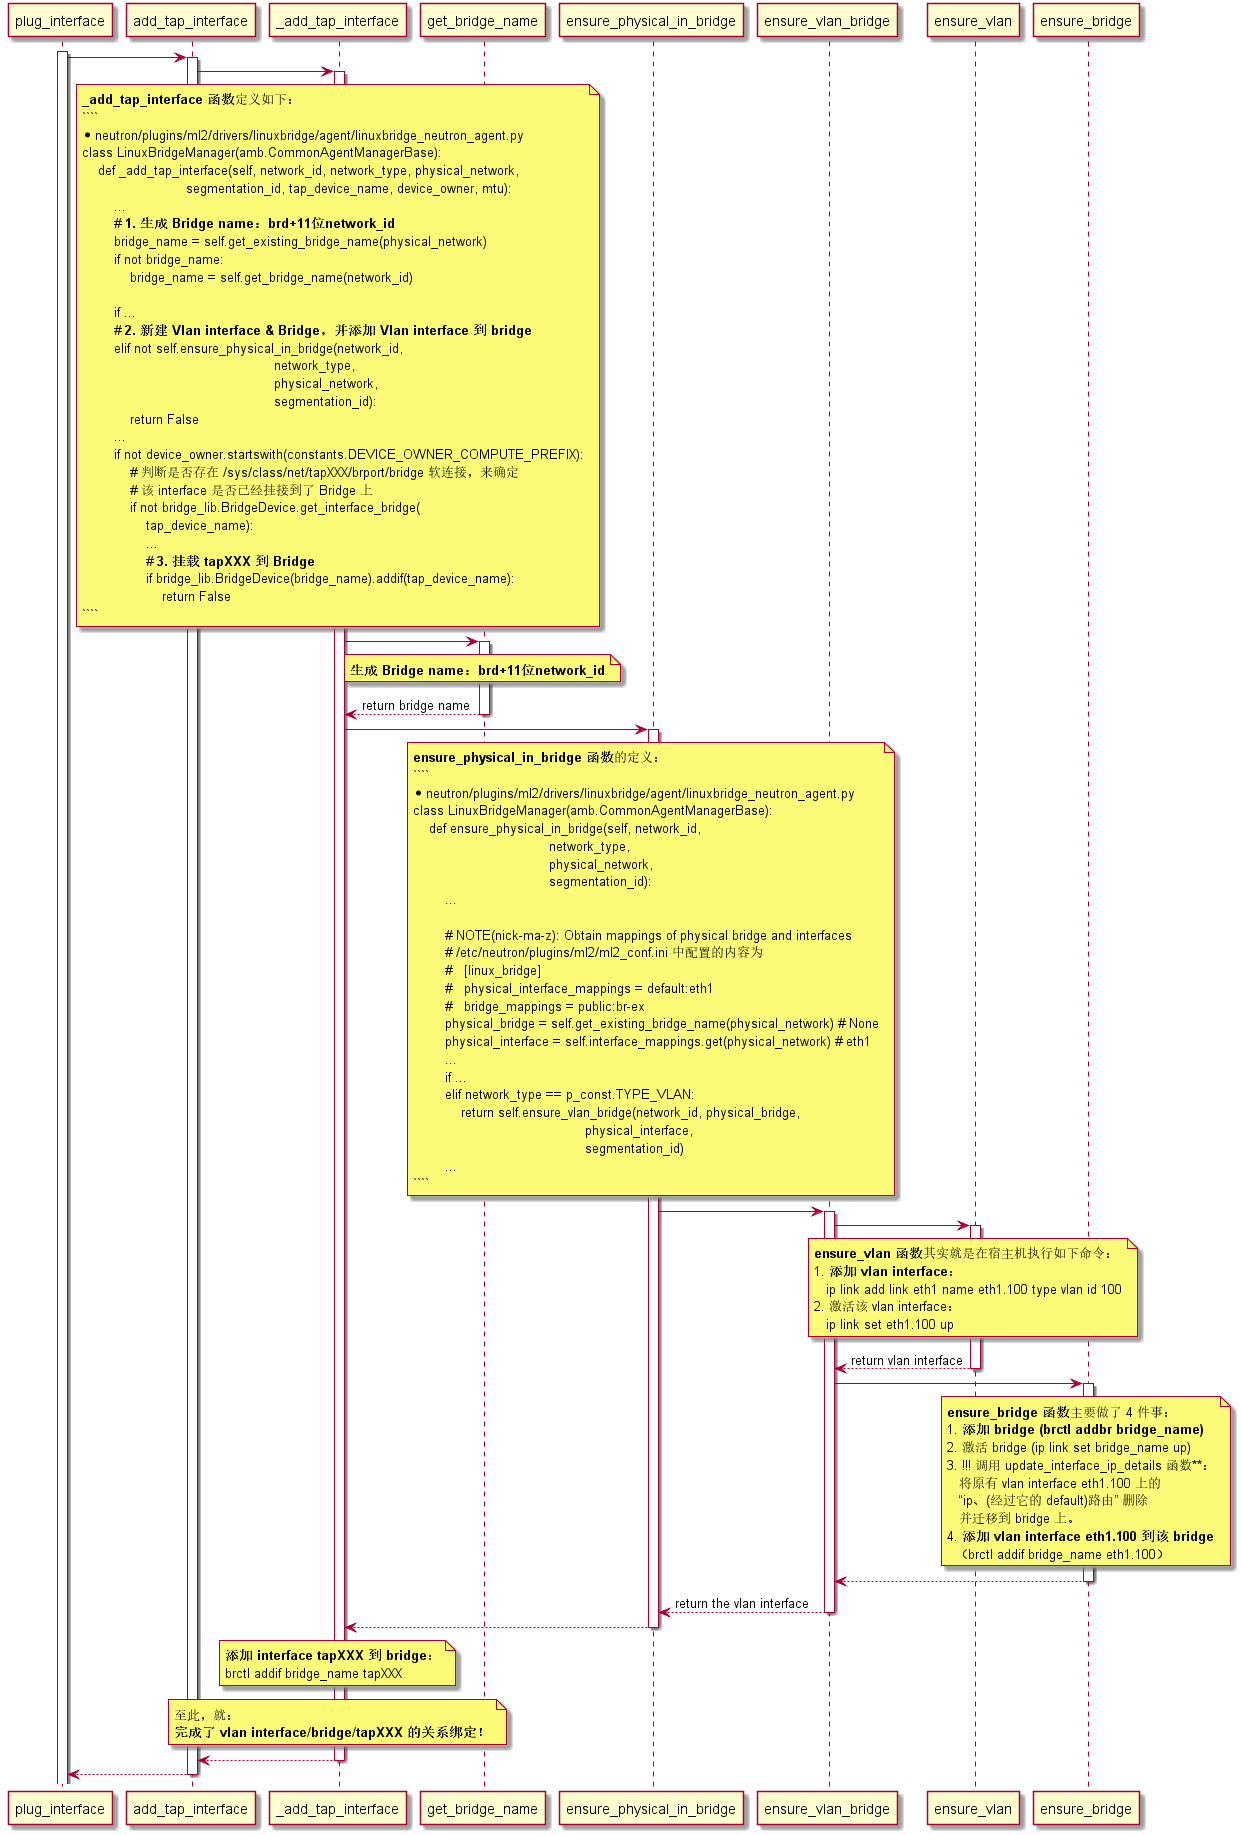 plug_interface add_tap_interface _add_tap_interface get_bridge_name ensure_physical_in_bridge ensure_vlan_bridge ensure_vlan ensure_bridge
_add_tap_interface 函数定义如下：
````
• neutron/plugins/ml2/drivers/linuxbridge/agent/linuxbridge_neutron_agent.py
class LinuxBridgeManager(amb.CommonAgentManagerBase):
def _add_tap_interface(self, network_id, network_type, physical_network,
segmentation_id, tap_device_name, device_owner, mtu):
...
# 1. 生成 Bridge name：brd+11位network_id
bridge_name = self.get_existing_bridge_name(physical_network)
if not bridge_name:
bridge_name = self.get_bridge_name(network_id)
if ...
# 2. 新建 Vlan interface & Bridge，并添加 Vlan interface 到 bridge
elif not self.ensure_physical_in_bridge(network_id,
network_type,
physical_network,
segmentation_id):
return False
...
if not device_owner.startswith(constants.DEVICE_OWNER_COMPUTE_PREFIX):
# 判断是否存在 /sys/class/net/tapXXX/brport/bridge 软连接，来确定
# 该 interface 是否已经挂接到了 Bridge 上
if not bridge_lib.BridgeDevice.get_interface_bridge(
tap_device_name):
...
# 3. 挂载 tapXXX 到 Bridge
if bridge_lib.BridgeDevice(bridge_name).addif(tap_device_name):
return False
````
生成 Bridge name：brd+11位network_id
return bridge name
ensure_physical_in_bridge 函数的定义：
````
• neutron/plugins/ml2/drivers/linuxbridge/agent/linuxbridge_neutron_agent.py
class LinuxBridgeManager(amb.CommonAgentManagerBase):
def ensure_physical_in_bridge(self, network_id,
network_type,
physical_network,
segmentation_id):
...
# NOTE(nick-ma-z): Obtain mappings of physical bridge and interfaces
# /etc/neutron/plugins/ml2/ml2_conf.ini 中配置的内容为
# [linux_bridge]
# physical_interface_mappings = default:eth1
# bridge_mappings = public:br-ex
physical_bridge = self.get_existing_bridge_name(physical_network) # None
physical_interface = self.interface_mappings.get(physical_network) # eth1
...
if ...
elif network_type == p_const.TYPE_VLAN:
return self.ensure_vlan_bridge(network_id, physical_bridge,
physical_interface,
segmentation_id)
...
````
ensure_vlan 函数其实就是在宿主机执行如下命令：
1. 添加 vlan interface：
ip link add link eth1 name eth1.100 type vlan id 100
2. 激活该 vlan interface：
ip link set eth1.100 up
return vlan interface
ensure_bridge 函数主要做了 4 件事：
1. 添加 bridge (brctl addbr bridge_name)
2. 激活 bridge (ip link set bridge_name up)
3. !!! 调用 update_interface_ip_details 函数**：
将原有 vlan interface eth1.100 上的
“ip、(经过它的 default)路由” 删除
并迁移到 bridge 上。
4. 添加 vlan interface eth1.100 到该 bridge
（brctl addif bridge_name eth1.100）
return the vlan interface
添加 interface tapXXX 到 bridge：
brctl addif bridge_name tapXXX
至此，就：
完成了 vlan interface/bridge/tapXXX 的关系绑定！
plug_interface add_tap_interface _add_tap_interface get_bridge_name ensure_physical_in_bridge ensure_vlan_bridge ensure_vlan ensure_bridge